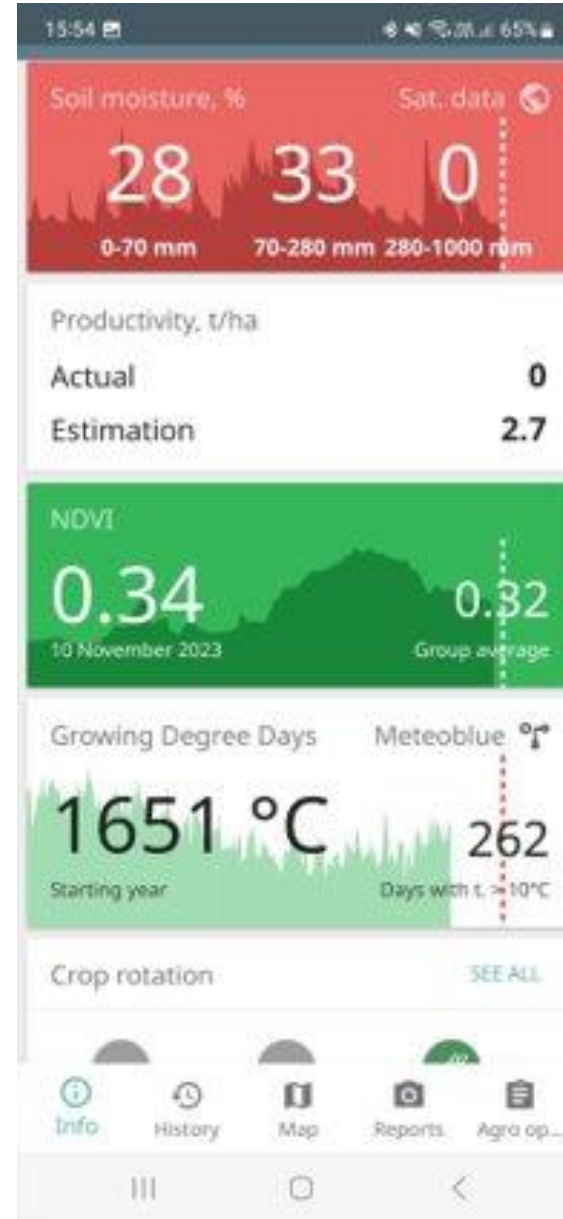 15:54 65%
Soil moisture, % Sat. data
28 33 0
0-70 mm 70-280 mm 280-1000 mm
Productivity, t/ha
Actual 0
Estimation 2.7
NDVI
0.34 0.32
10 November 2023 Group average
Growing Degree Days Meteoblue
1651 °C 262
Starting year Days with t. > 10°C
Crop rotation SEE ALL
Info History Map Reports Agro op...